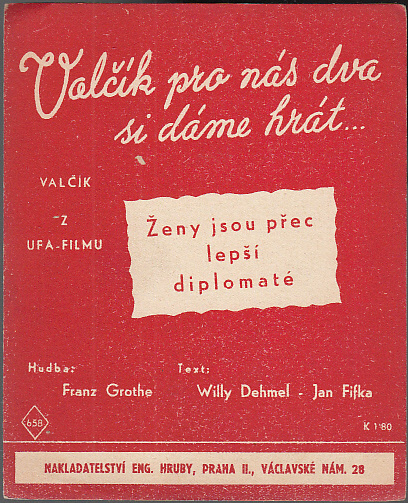 Valčík pro nás dva
si dáme hrát...
VALČÍK
Z
UFA-FILMU
Ženy jsou přec
lepší
diplomaté
Hudba:
Franz Grothe
Text:
Willy Dehmel - Jan Fifka
658
K 1·80
NAKLADATELSTVÍ ENG. HRUBY, PRAHA II., VÁCLAVSKÉ NÁM. 28